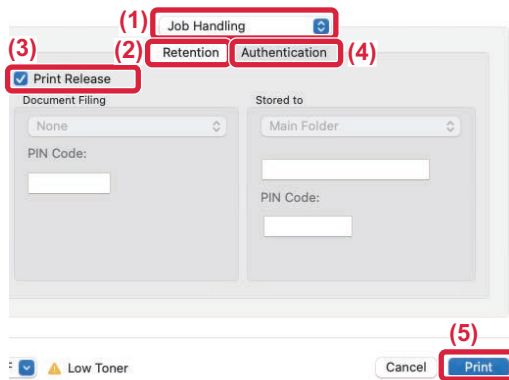 (1)
Job Handling
(3)
(2)
Retention
Authentication
(4)
Print Release
Document Filing
Stored to
None
Main Folder
PIN Code:
PIN Code:
(5)
Low Toner
Cancel
Print